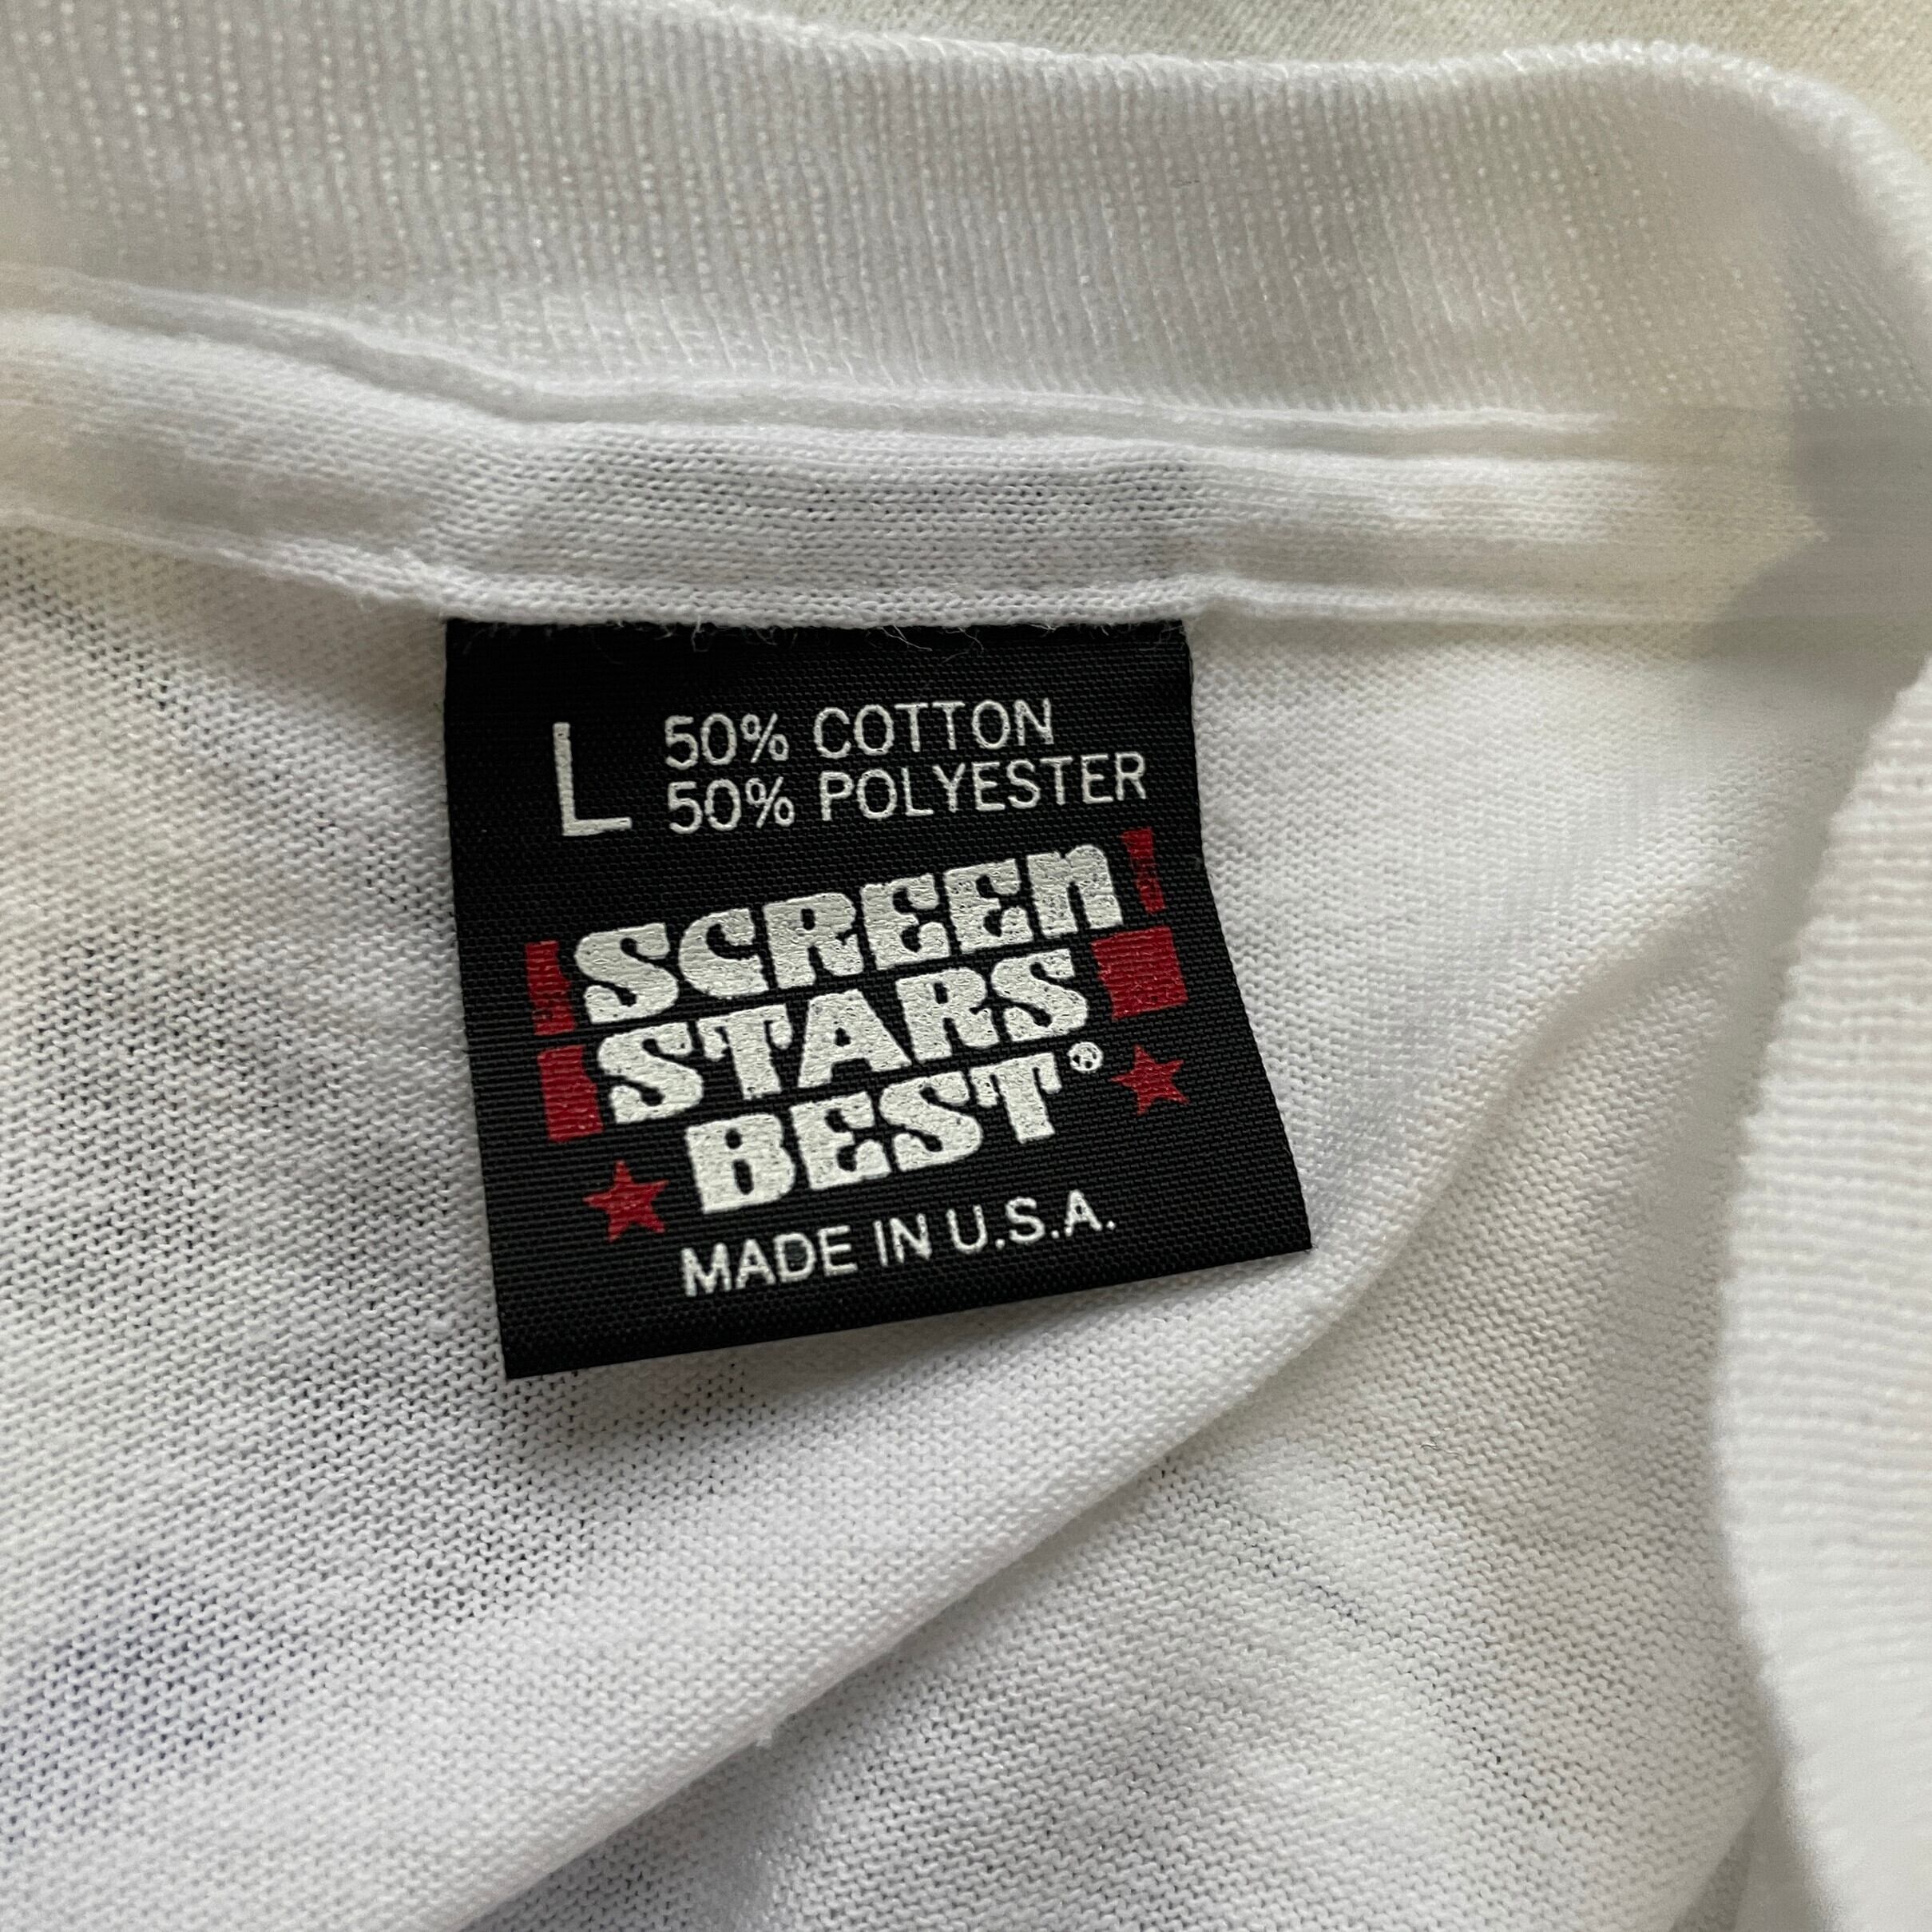 L 50% COTTON
50% POLYESTER
SCREEN
STARS
BEST®
MADE IN U.S.A.